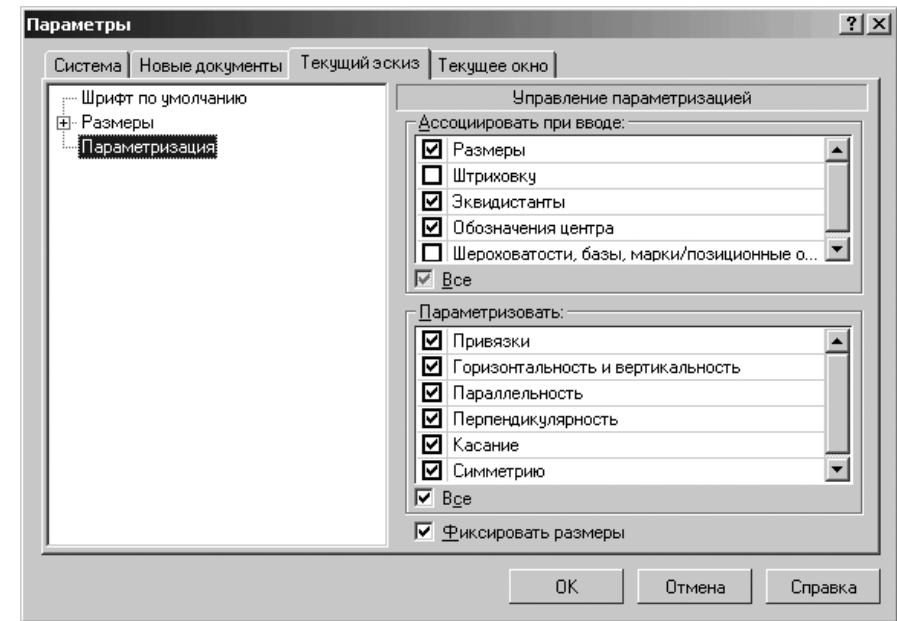 Параметры
Система Новые документы Текущий эскиз Текущее окно
Шрифт по умолчанию
Размеры
Параметризация
Управление параметризацией
Ассоциировать при вводе:
Размеры
Штриховку
Эквидистанты
Обозначения центра
Шероховатости, базы, марки/позиционные о...
Все
Параметризовать:
Привязки
Горизонтальность и вертикальность
Параллельность
Перпендикулярность
Касание
Симметрию
Все
Фиксировать размеры
OK Отмена Справка